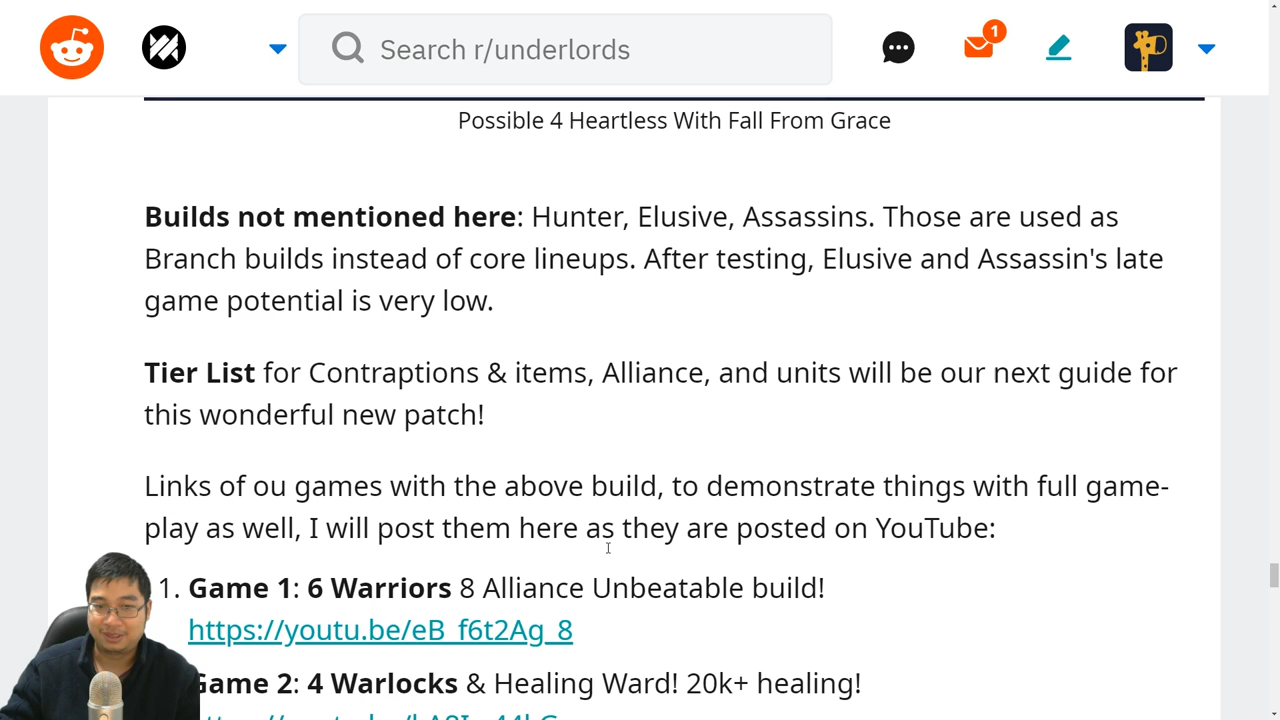 Search r/underlords
1
Possible 4 Heartless With Fall From Grace
Builds not mentioned here: Hunter, Elusive, Assassins. Those are used as
Branch builds instead of core lineups. After testing, Elusive and Assassin's late
game potential is very low.
Tier List for Contraptions & items, Alliance, and units will be our next guide for
this wonderful new patch!
Links of ou games with the above build, to demonstrate things with full game-
play as well, I will post them here as they are posted on YouTube:
1. Game 1: 6 Warriors 8 Alliance Unbeatable build!
https://youtu.be/eB_f6t2Ag_8
Game 2: 4 Warlocks & Healing Ward! 20k+ healing!